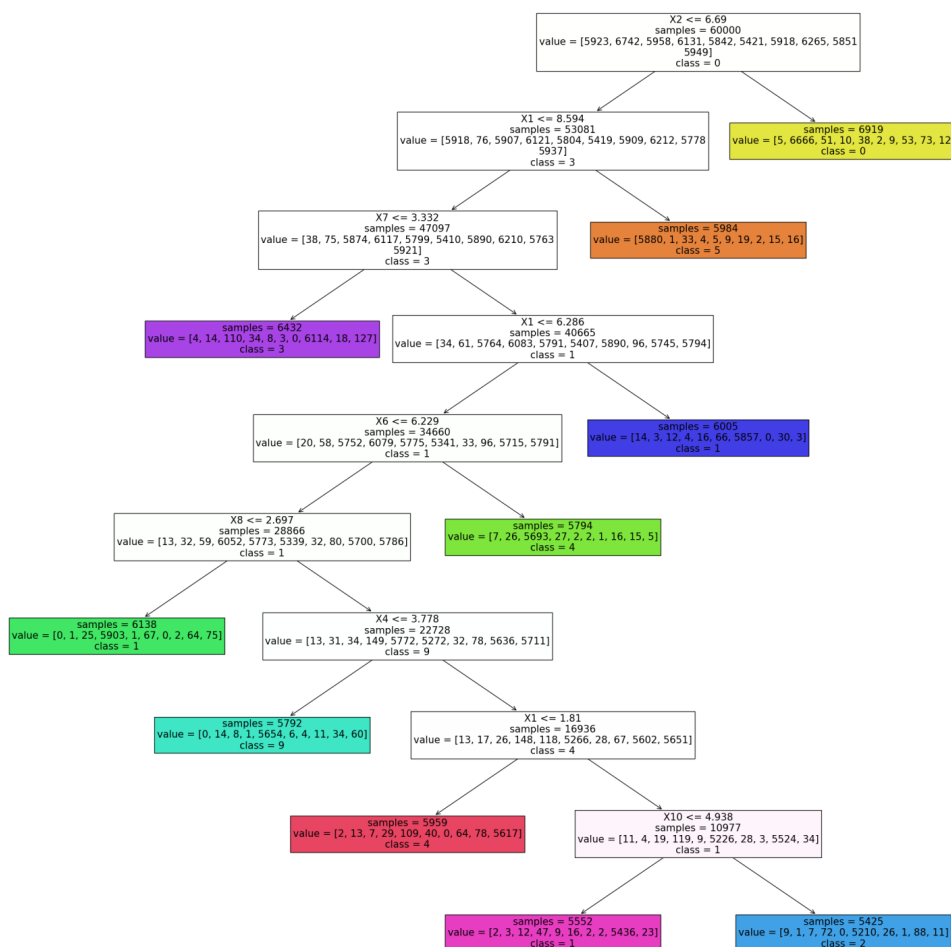 X2 <= 6.69
samples = 60000
value = [5923, 6742, 5958, 6131, 5842, 5421, 5918, 6265, 5851
5949]
class = 0
X1 <= 8.594
samples = 53081
value = [5918, 76, 5907, 6121, 5804, 5419, 5909, 6212, 5778
5937]
class = 3
samples = 6919
value = [5, 6666, 51, 10, 38, 2, 9, 53, 73, 12
class = 0
X7 <= 3.332
samples = 47097
value = [38, 75, 5874, 6117, 5799, 5410, 5890, 6210, 5763
5921]
class = 3
samples = 5984
value = [5880, 1, 33, 4, 5, 9, 19, 2, 15, 16]
class = 5
samples = 6432
value = [4, 14, 110, 34, 8, 3, 0, 6114, 18, 127]
class = 3
X1 <= 6.286
samples = 40665
value = [34, 61, 5764, 6083, 5791, 5407, 5890, 96, 5745, 5794]
class = 1
X6 <= 6.229
samples = 34660
value = [20, 58, 5752, 6079, 5775, 5341, 33, 96, 5715, 5791]
class = 1
samples = 6005
value = [14, 3, 12, 4, 16, 66, 5857, 0, 30, 3]
class = 1
X8 <= 2.697
samples = 28866
value = [13, 32, 59, 6052, 5773, 5339, 32, 80, 5700, 5786]
class = 1
samples = 5794
value = [7, 26, 5693, 27, 2, 2, 1, 16, 15, 5]
class = 4
samples = 6138
value = [0, 1, 25, 5903, 1, 67, 0, 2, 64, 75]
class = 1
X4 <= 3.778
samples = 22728
value = [13, 31, 34, 149, 5772, 5272, 32, 78, 5636, 5711]
class = 9
samples = 5792
value = [0, 14, 8, 1, 5654, 6, 4, 11, 34, 60]
class = 9
X1 <= 1.81
samples = 16936
value = [13, 17, 26, 148, 118, 5266, 28, 67, 5602, 5651]
class = 4
samples = 5959
value = [2, 13, 7, 29, 109, 40, 0, 64, 78, 5617]
class = 4
X10 <= 4.938
samples = 10977
value = [11, 4, 19, 119, 9, 5226, 28, 3, 5524, 34]
class = 1
samples = 5552
value = [2, 3, 12, 47, 9, 16, 2, 2, 5436, 23]
class = 1
samples = 5425
value = [9, 1, 7, 72, 0, 5210, 26, 1, 88, 11]
class = 2